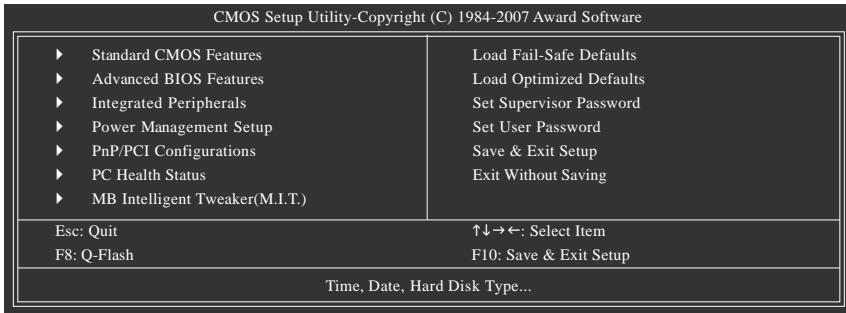 CMOS Setup Utility-Copyright (C) 1984-2007 Award Software
Standard CMOS Features
Advanced BIOS Features
Integrated Peripherals
Power Management Setup
PnP/PCI Configurations
PC Health Status
MB Intelligent Tweaker(M.I.T.)
Load Fail-Safe Defaults
Load Optimized Defaults
Set Supervisor Password
Set User Password
Save & Exit Setup
Exit Without Saving
Esc: Quit
F8: Q-Flash
↑↓→←: Select Item
F10: Save & Exit Setup
Time, Date, Hard Disk Type...